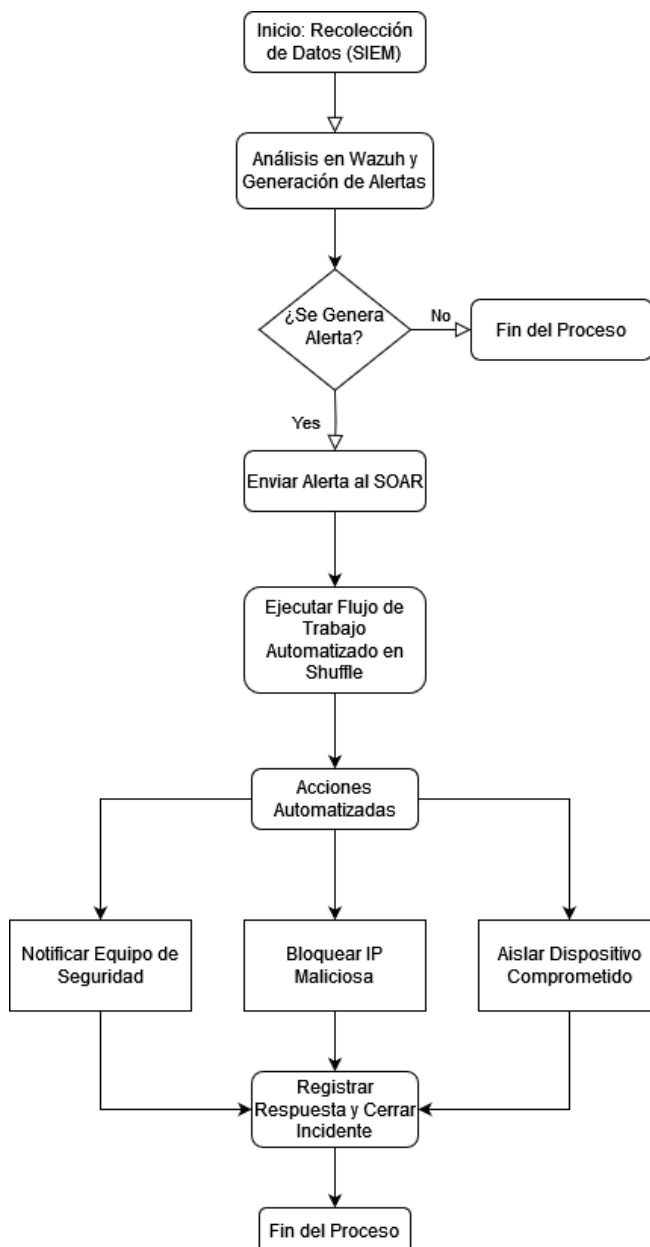 Inicio: Recolección
de Datos (SIEM)
Análisis en Wazuh y
Generación de Alertas
¿Se Genera
Alerta?
No
Fin del Proceso
Yes
Enviar Alerta al SOAR
Ejecutar Flujo de
Trabajo
Automatizado en
Shuffle
Acciones
Automatizadas
Notificar Equipo de
Seguridad
Bloquear IP
Maliciosa
Aislar Dispositivo
Comprometido
Registrar
Respuesta y Cerrar
Incidente
Fin del Proceso